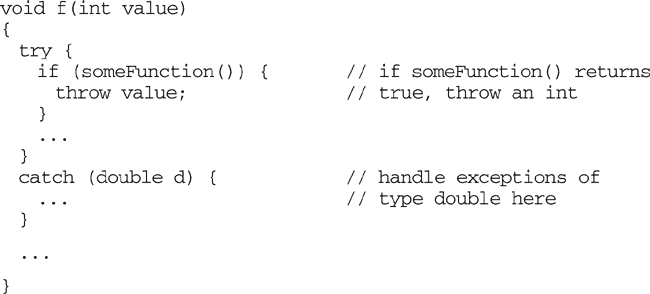 void f(int value)
{
  try {
    if (someFunction()) {        // if someFunction() returns
      throw value;               // true, throw an int
    }
    ...
  }
  catch (double d) {             // handle exceptions of
    ...                          // type double here
  }
  ...
}